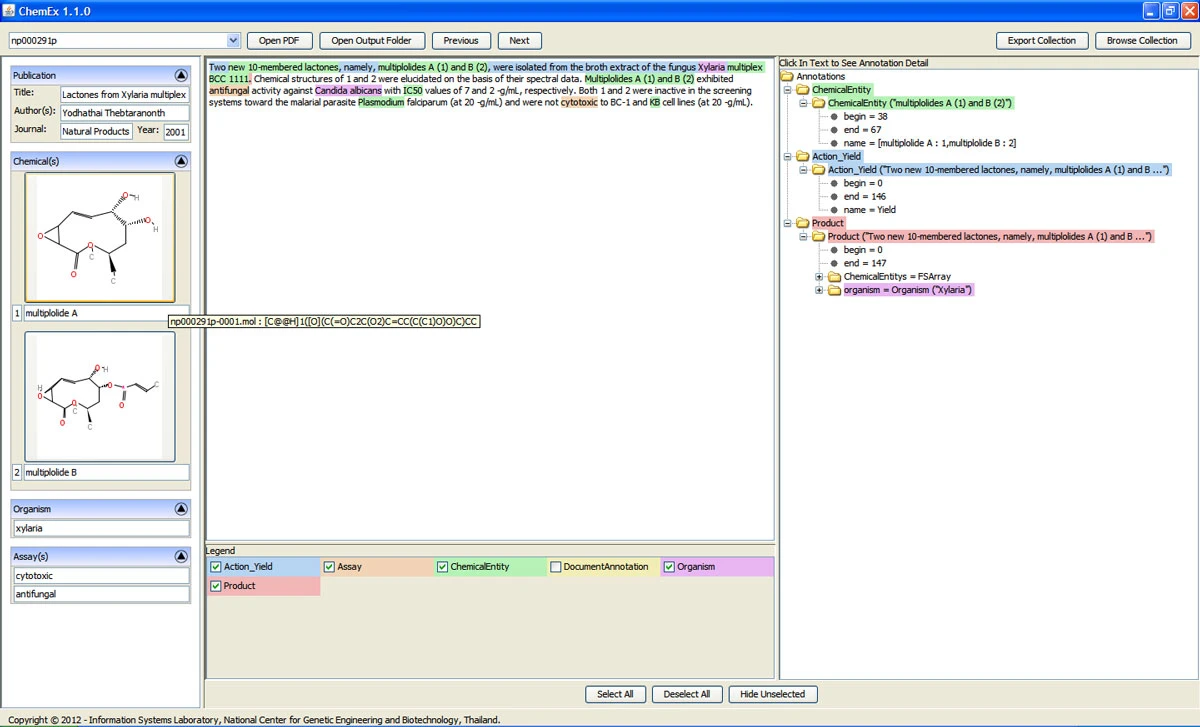 ChemEx 1.1.0
np000291p
Open PDF
Open Output Folder
Previous
Next
Export Collection
Browse Collection
Publication
Title: Lactones from Xylaria multiplex
Author(s): Yodhathai Thebtaranonth
Journal: Natural Products Year: 2001
Chemical(s)
O H
O
H
O
O
C
O
C
1 multiplolide A
O H
H
O
O
O
C
O
C
O
C
2 multiplolide B
Organism
xylaria
Assay(s)
cytotoxic
antifungal
Two new 10-membered lactones, namely, multiplolides A (1) and B (2), were isolated from the broth extract of the fungus Xylaria multiplex
BCC 1111. Chemical structures of 1 and 2 were elucidated on the basis of their spectral data. Multiplolides A (1) and B (2) exhibited
antifungal activity against Candida albicans with IC50 values of 7 and 2 -g/mL, respectively. Both 1 and 2 were inactive in the screening
systems toward the malarial parasite Plasmodium falciparum (at 20 -g/mL) and were not cytotoxic to BC-1 and KB cell lines (at 20 -g/mL).
np000291p-0001.mol : [C@@H]1([O](C(=O)C2C(O2)C=CC(C(C1)O)O)C)CC
Legend
Action_Yield
Assay
ChemicalEntity
DocumentAnnotation
Organism
Product
Select All
Deselect All
Hide Unselected
Click In Text to See Annotation Detail
Annotations
ChemicalEntity
ChemicalEntity ("multiplolides A (1) and B (2)")
begin = 38
end = 67
name = [multiplolide A : 1,multiplolide B : 2]
Action_Yield
Action_Yield ("Two new 10-membered lactones, namely, multiplolides A (1) and B ...")
begin = 0
end = 146
name = Yield
Product
Product ("Two new 10-membered lactones, namely, multiplolides A (1) and B ...")
begin = 0
end = 147
ChemicalEntitys = FSArray
organism = Organism ("Xylaria")
Copyright © 2012 - Information Systems Laboratory, National Center for Genetic Engineering and Biotechnology, Thailand.